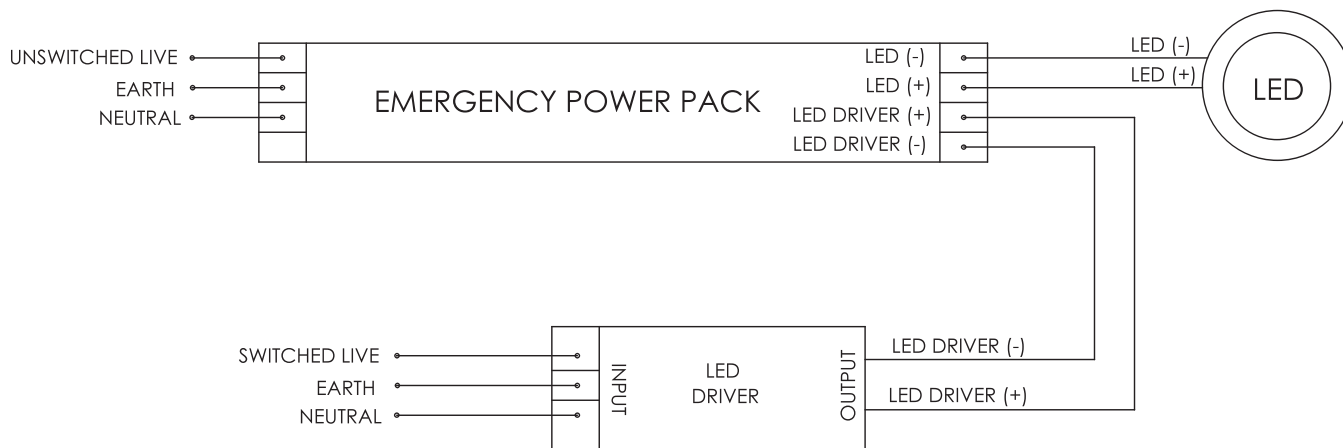 UNSWITCHED LIVE
EARTH
NEUTRAL
EMERGENCY POWER PACK
LED (-)
LED (+)
LED DRIVER (+)
LED DRIVER (-)
LED (-)
LED (+)
LED
SWITCHED LIVE
EARTH
NEUTRAL
INPUT
LED
DRIVER
OUTPUT
LED DRIVER (-)
LED DRIVER (+)